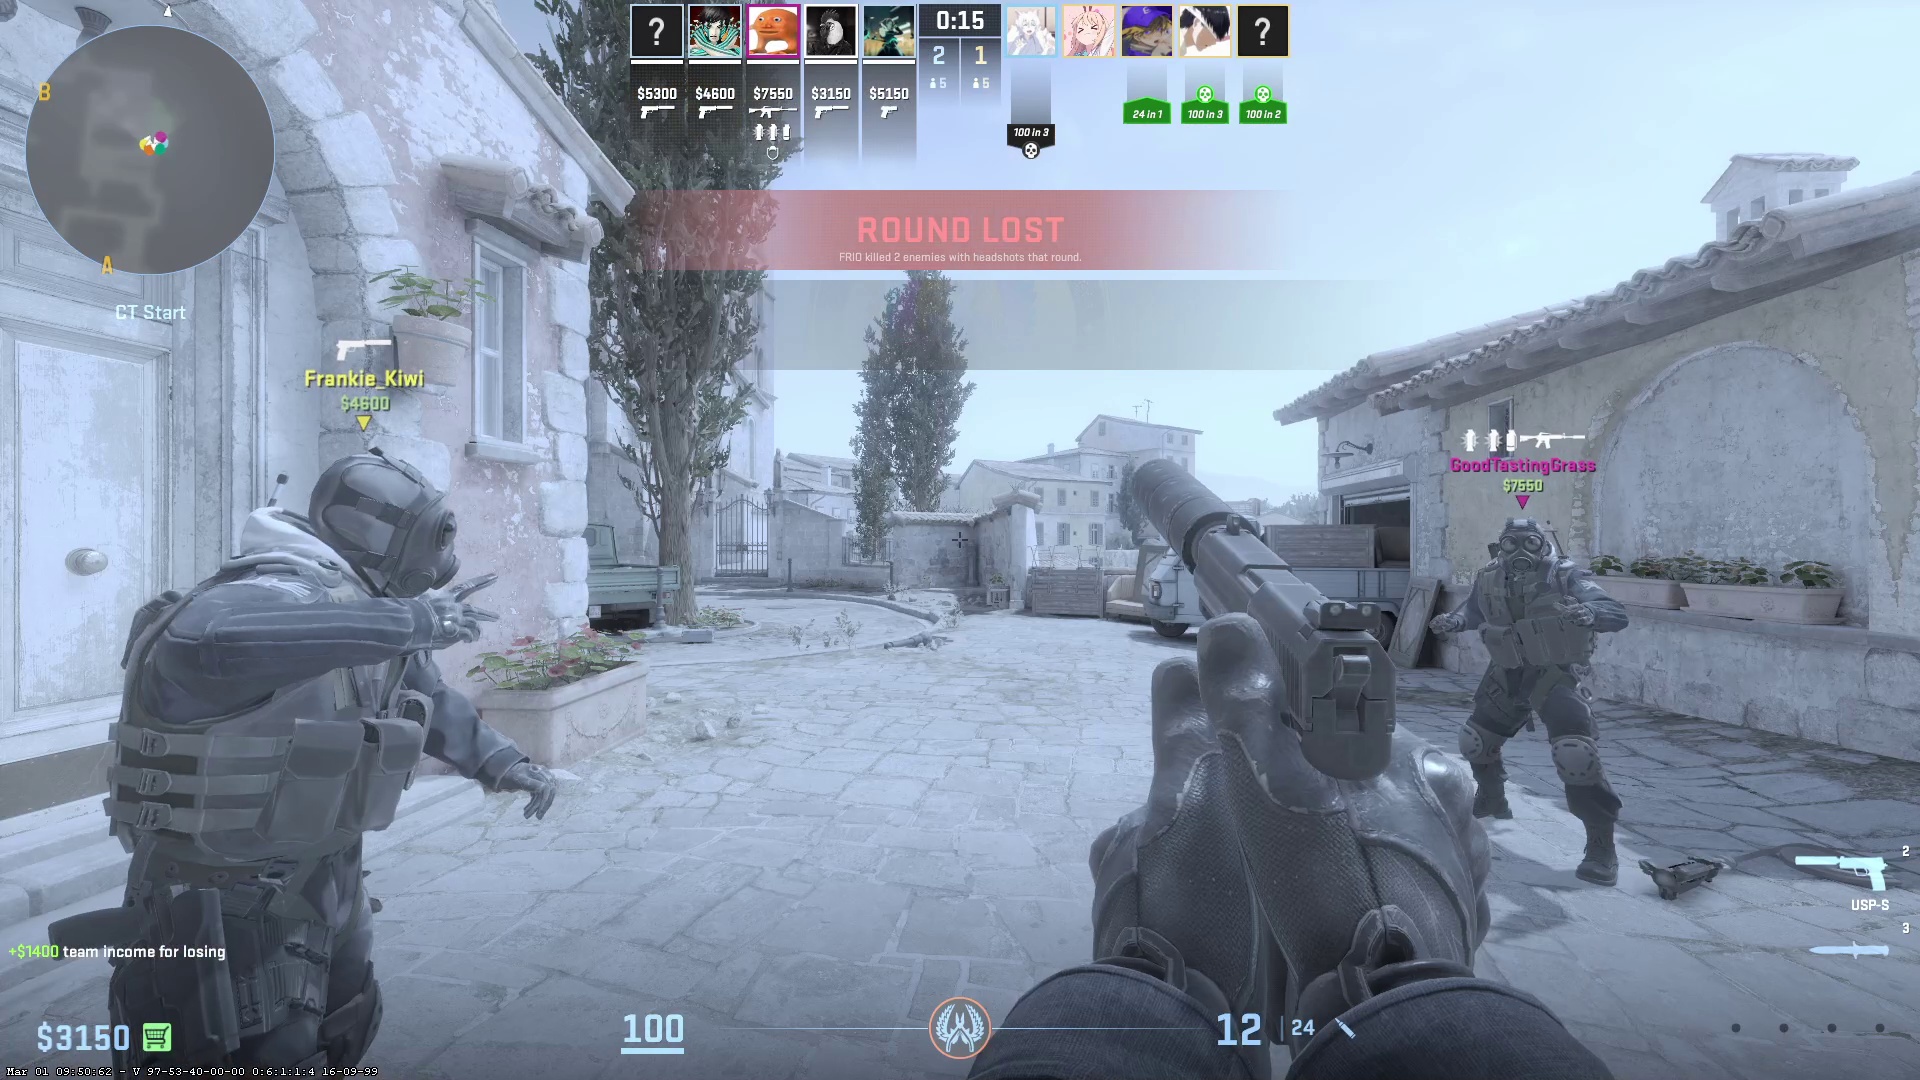 ? 0:15 ?
2 1
5 5
$5300 $4600 $7550 $3150 $5150
100 in 3 24 in 1 100 in 3 100 in 2
ROUND LOST
FRIO killed 2 enemies with headshots that round.
B
A
CT Start
Frankie_Kiwi
$4600
GoodTastingGrass
$7550
2
USP-S
3
+$1400 team income for losing
$3150
100
12 | 24
Mar 01 09:50:62 - V 97-53-40-00-00 0:6:1:1:4 16-09-99